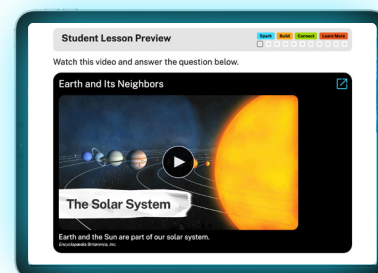 Student Lesson Preview
Spark Build Connect Learn More
Watch this video and answer the question below.
Earth and Its Neighbors
The Solar System
Earth and the Sun are part of our solar system.
Encyclopædia Britannica, Inc.